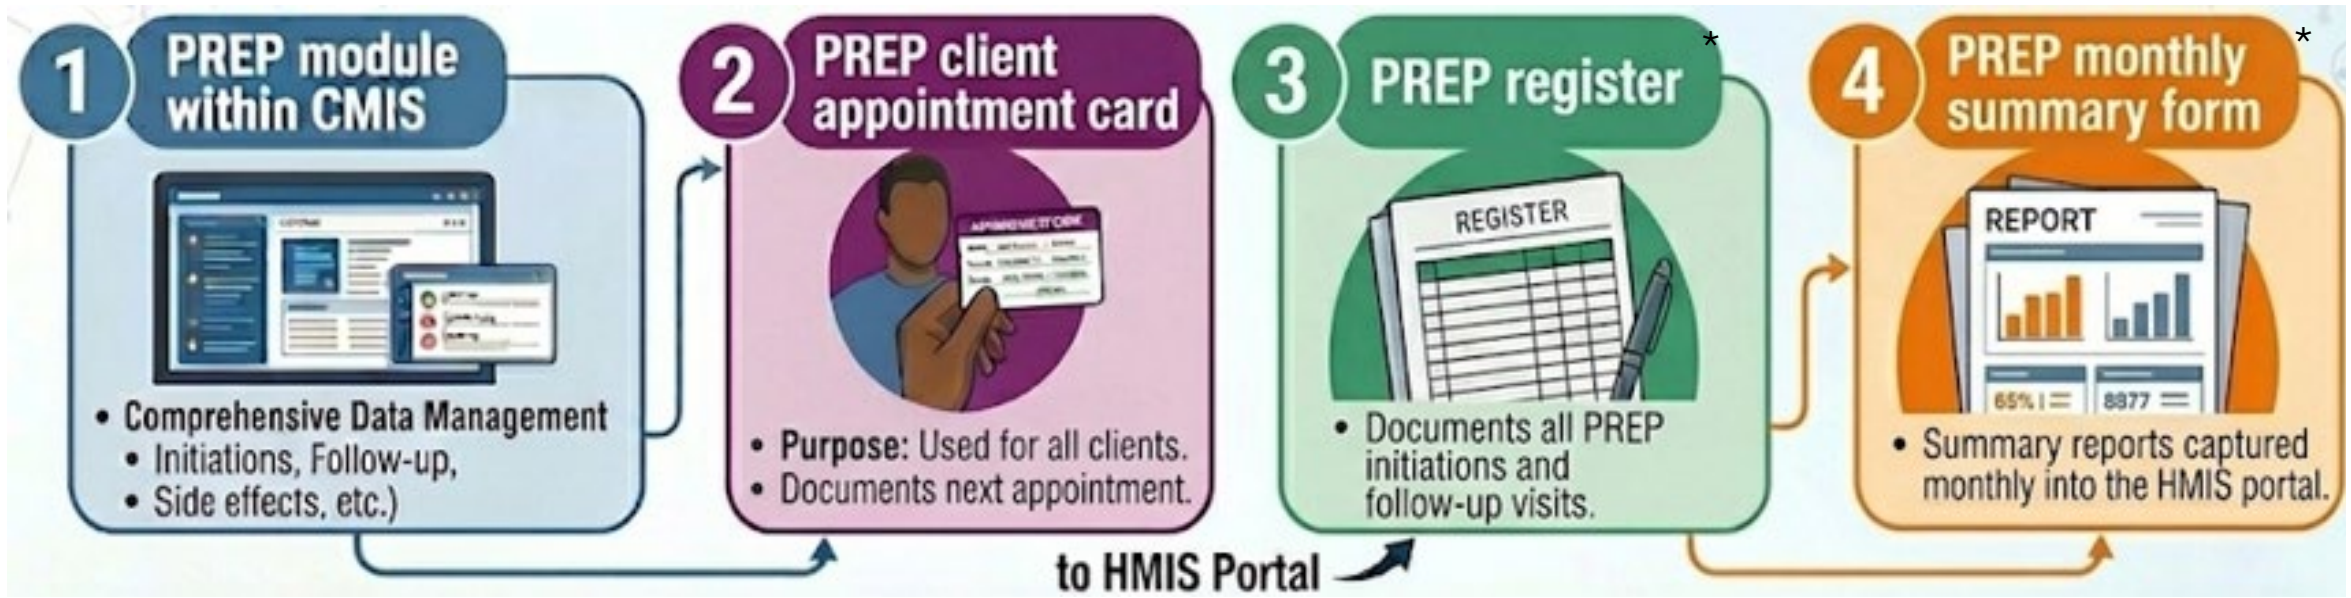 1
PREP module
within CMIS
• Comprehensive Data Management
• Initiations, Follow-up,
• Side effects, etc.)
2
PREP client
appointment card
• Purpose: Used for all clients.
• Documents next appointment.
3
PREP register
*
REGISTER
• Documents all PREP
initiations and
follow-up visits.
to HMIS Portal
4
PREP monthly
summary form
*
REPORT
65%
8877
• Summary reports captured
monthly into the HMIS portal.